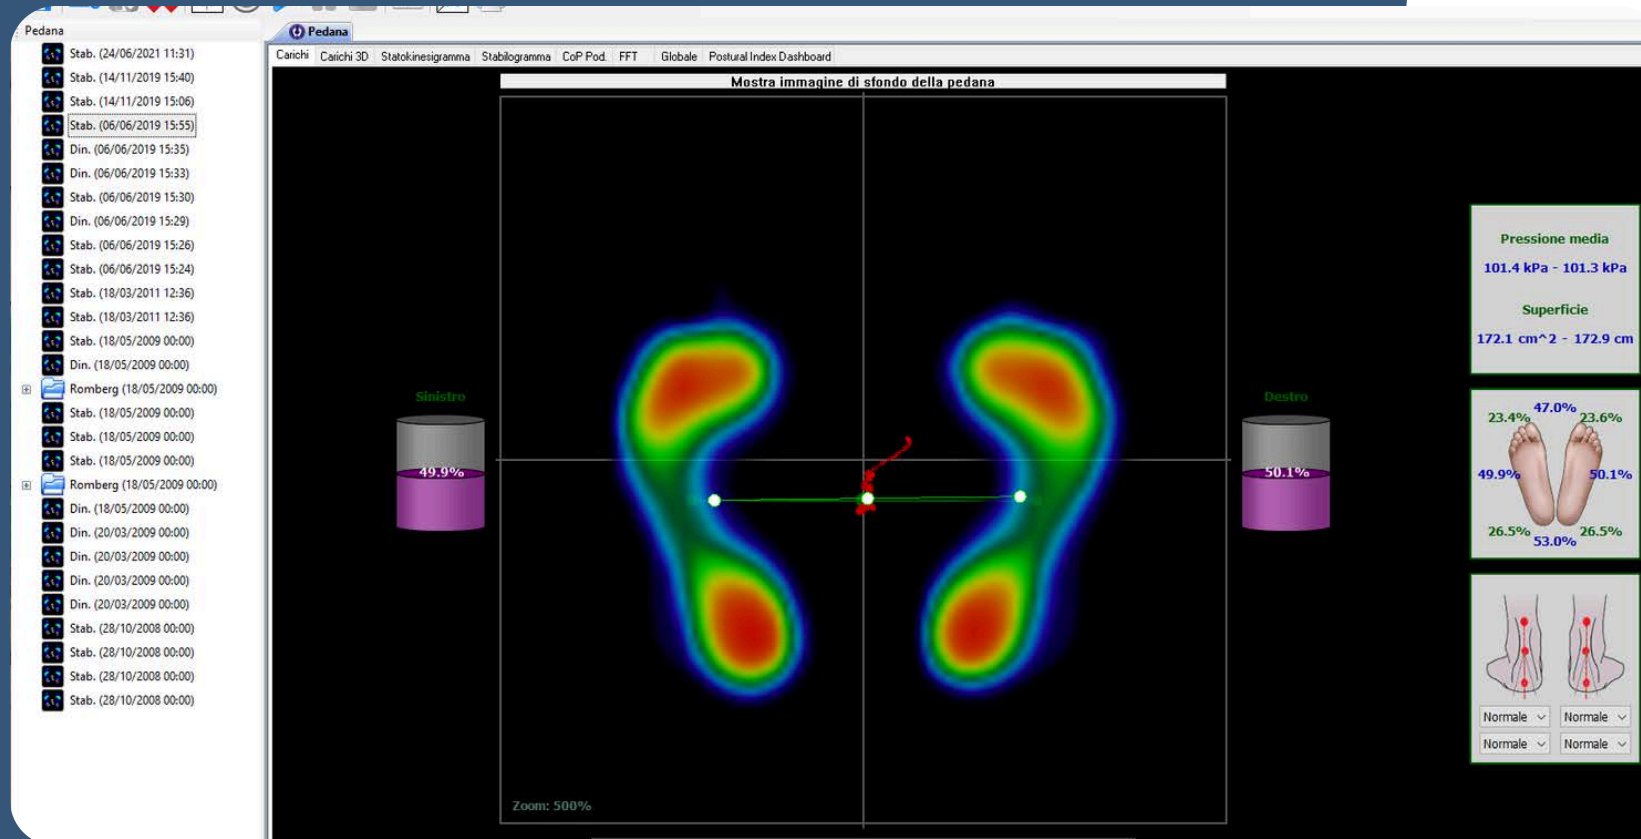 Pedana
Stab. (24/06/2021 11:31)
Stab. (14/11/2019 15:40)
Stab. (14/11/2019 15:06)
Stab. (06/06/2019 15:55)
Din. (06/06/2019 15:35)
Din. (06/06/2019 15:33)
Stab. (06/06/2019 15:30)
Din. (06/06/2019 15:29)
Stab. (06/06/2019 15:26)
Stab. (06/06/2019 15:24)
Stab. (18/03/2011 12:36)
Stab. (18/03/2011 12:36)
Stab. (18/05/2009 00:00)
Din. (18/05/2009 00:00)
Romberg (18/05/2009 00:00)
Stab. (18/05/2009 00:00)
Stab. (18/05/2009 00:00)
Stab. (18/05/2009 00:00)
Romberg (18/05/2009 00:00)
Din. (18/05/2009 00:00)
Din. (20/03/2009 00:00)
Din. (20/03/2009 00:00)
Din. (20/03/2009 00:00)
Din. (20/03/2009 00:00)
Stab. (28/10/2008 00:00)
Stab. (28/10/2008 00:00)
Stab. (28/10/2008 00:00)
Stab. (28/10/2008 00:00)
Pedana
Carichi Carichi 3D Statokinesigramma Stabilogramma CoP Pod. FFT Globale Postural Index Dashboard
Mostra immagine di sfondo della pedana
Sinistro
49.9%
Destro
50.1%
Zoom: 500%
Pressione media
101.4 kPa - 101.3 kPa
Superficie
172.1 cm^2 - 172.9 cm
47.0%
23.4% 23.6%
49.9% 50.1%
26.5% 26.5%
53.0%
Normale Normale
Normale Normale